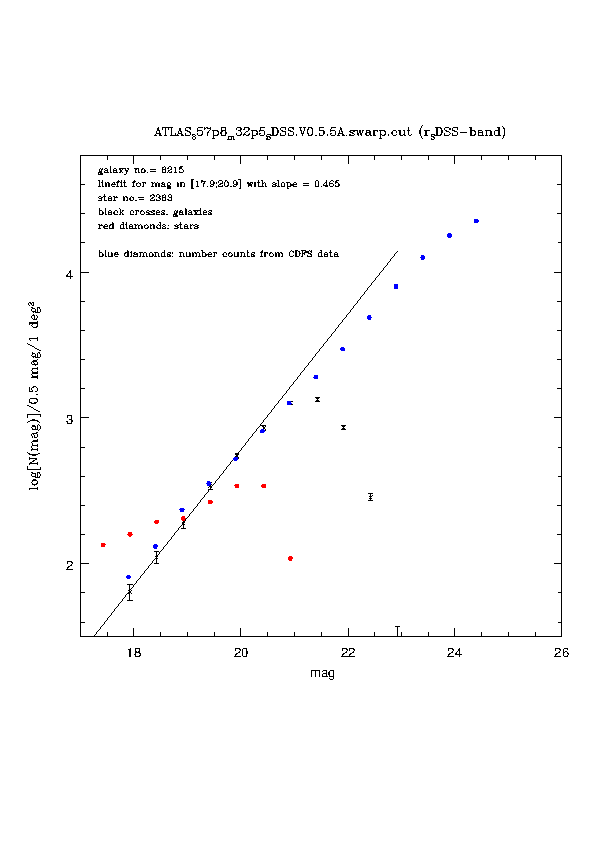 ATLAS_s57p8_m32p5_sDSS.V0.5.5A.swarp.cut (r_sDSS-band)
galaxy no.= 8215
linefit for mag in [17.9;20.9] with slope = 0.465
star no.= 2383
black crosses: galaxies
red diamonds: stars
blue diamonds: number counts from CDFS data
log[N(mag)]/0.5 mag/1 deg²
4
3
2
18 20 22 24 26
mag